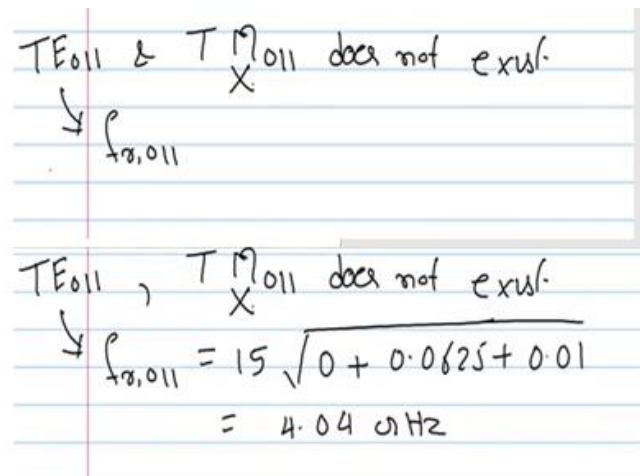 TE011 & TM011 does not exist.
X
fr,011
TE011 , TM011 does not exist.
X
fr,011 = 15 √0 + 0.0625 + 0.01
= 4.04 GHz